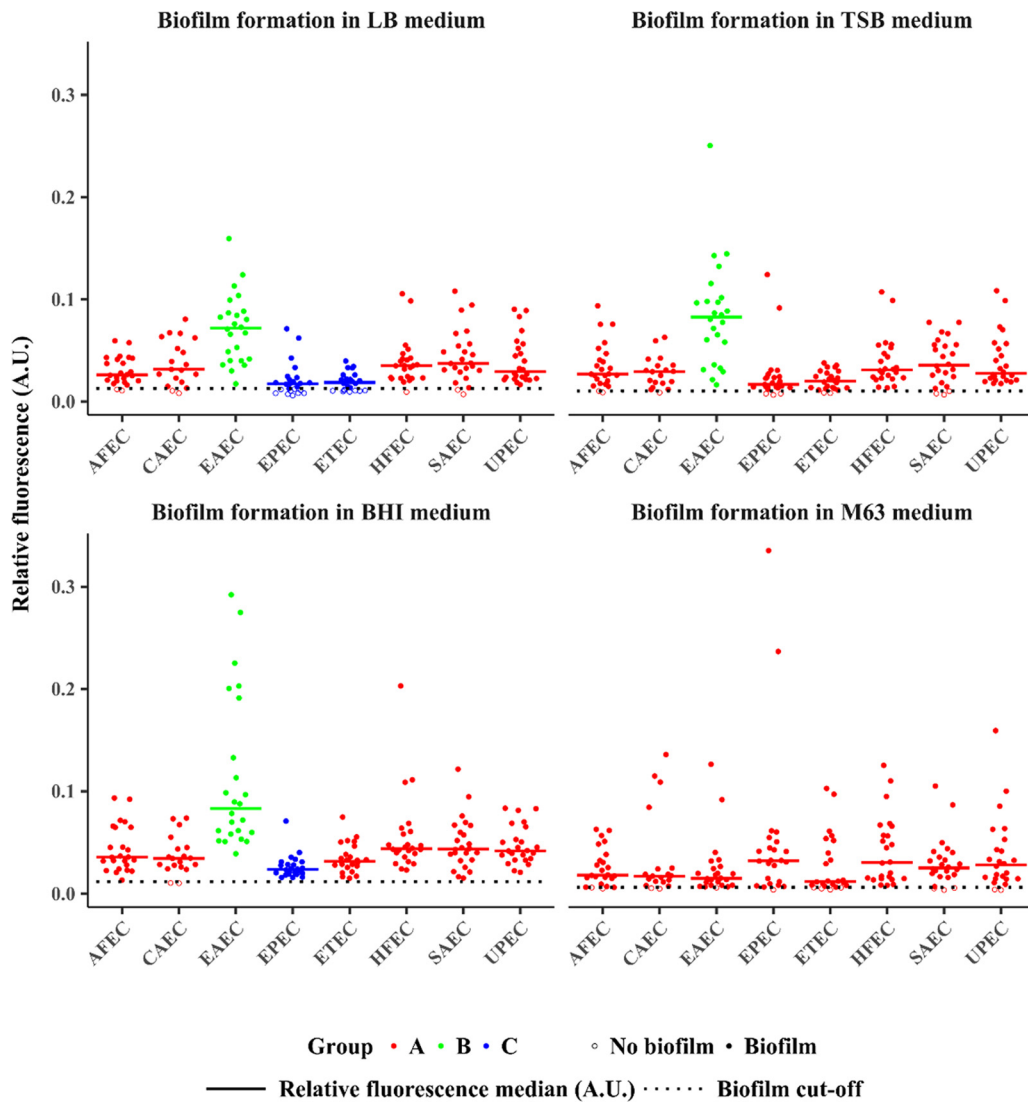 Biofilm formation in LB medium
Biofilm formation in TSB medium
0.3
0.2
0.1
0.0
AFEC CAEC EAEC EPEC ETEC HFEC SAEC UPEC
AFEC CAEC EAEC EPEC ETEC HFEC SAEC UPEC
Relative fluorescence (A.U.)
Biofilm formation in BHI medium
Biofilm formation in M63 medium
0.3
0.2
0.1
0.0
AFEC CAEC EAEC EPEC ETEC HFEC SAEC UPEC
AFEC CAEC EAEC EPEC ETEC HFEC SAEC UPEC
Group A B C No biofilm Biofilm
Relative fluorescence median (A.U.) Biofilm cut-off